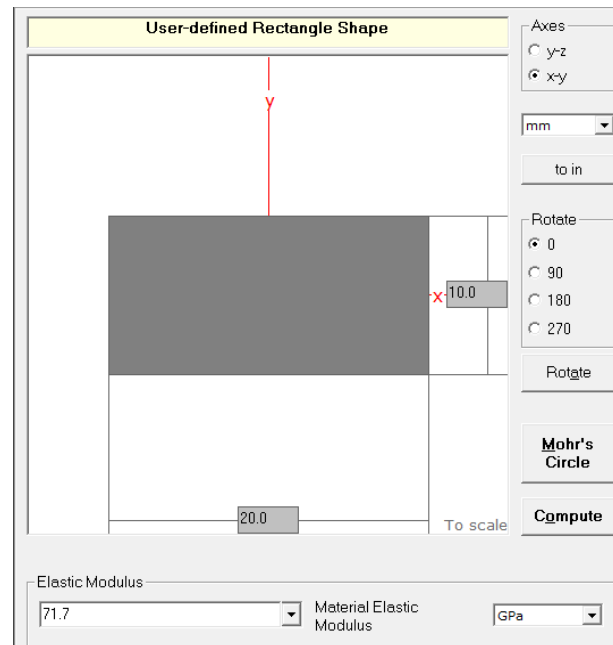 User-defined Rectangle Shape
Axes
y-z
x-y
mm
to in
y
Rotate
0
90
180
270
Rotate
x
10.0
Mohr's
Circle
Compute
20.0
To scale
Elastic Modulus
71.7
Material Elastic
Modulus
GPa